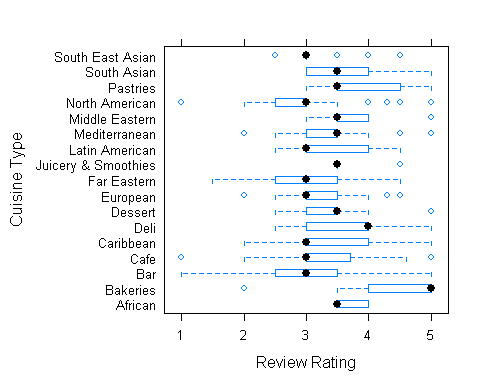 South East Asian
South Asian
Pastries
North American
Middle Eastern
Mediterranean
Latin American
Juicery & Smoothies
Far Eastern
European
Dessert
Deli
Caribbean
Cafe
Bar
Bakeries
African
Cuisine Type
1 2 3 4 5
Review Rating